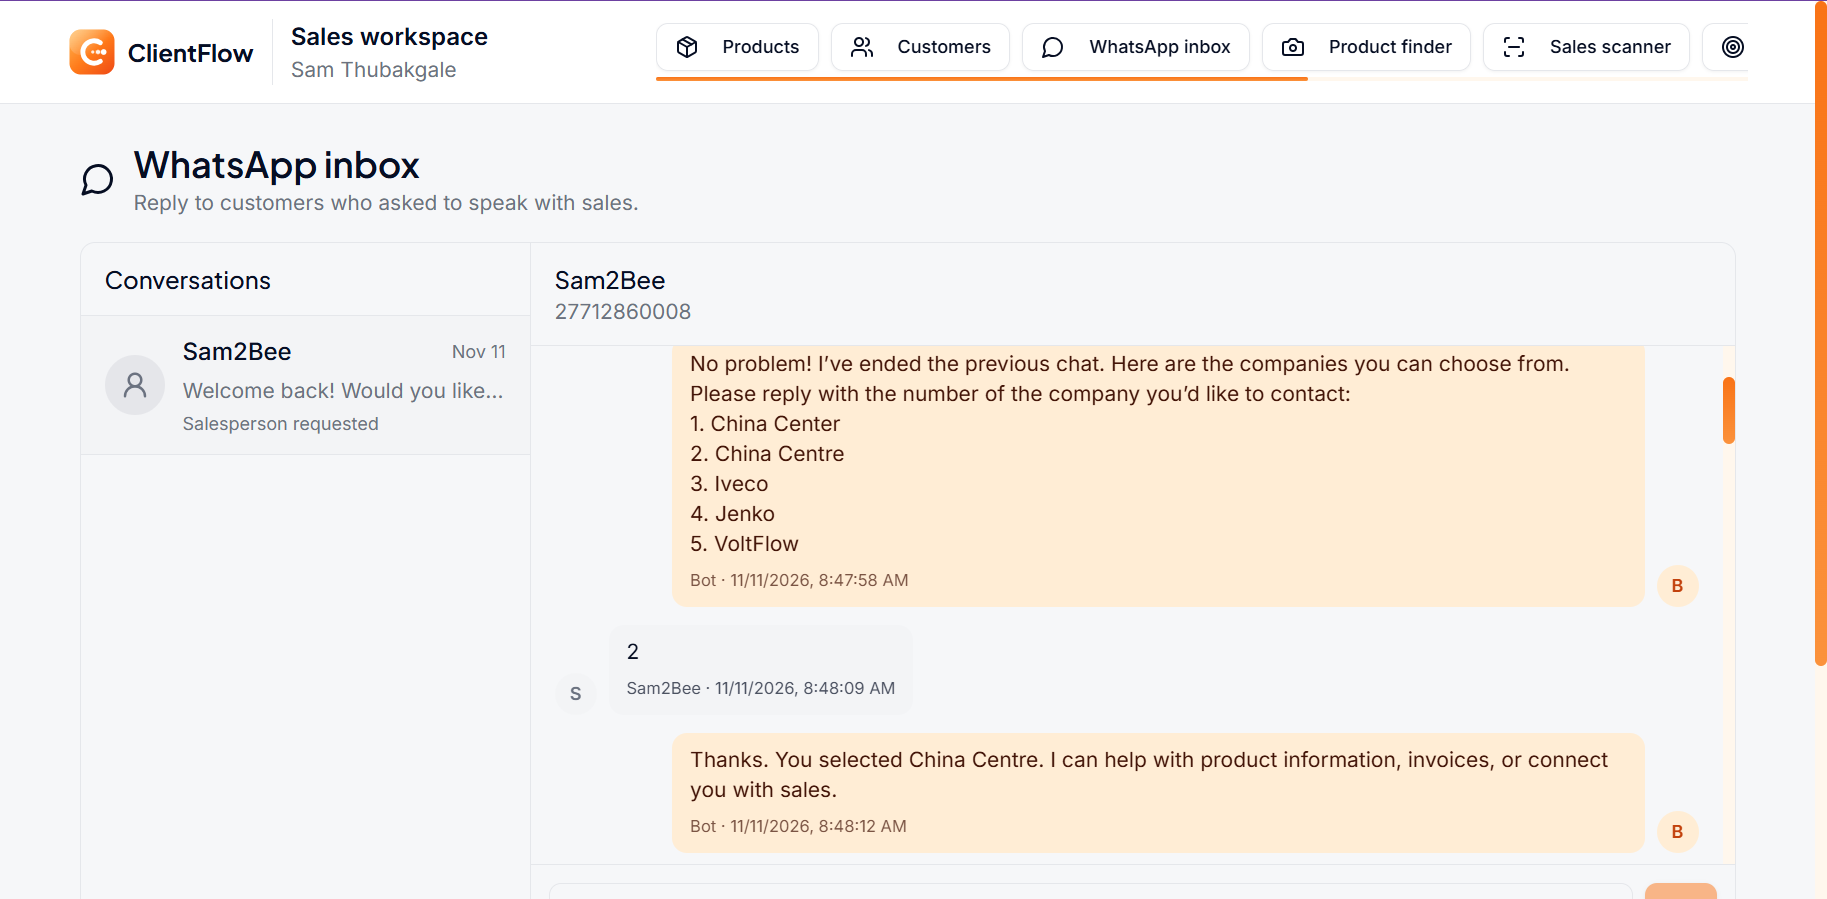 ClientFlow
Sales workspace
Sam Thubakgale
Products
Customers
WhatsApp inbox
Product finder
Sales scanner
WhatsApp inbox
Reply to customers who asked to speak with sales.
Conversations
Sam2Bee
Nov 11
Welcome back! Would you like...
Salesperson requested
Sam2Bee
27712860008
No problem! I’ve ended the previous chat. Here are the companies you can choose from.
Please reply with the number of the company you’d like to contact:
1. China Center
2. China Centre
3. Iveco
4. Jenko
5. VoltFlow
Bot · 11/11/2026, 8:47:58 AM
B
2
Sam2Bee · 11/11/2026, 8:48:09 AM
S
Thanks. You selected China Centre. I can help with product information, invoices, or connect
you with sales.
Bot · 11/11/2026, 8:48:12 AM
B